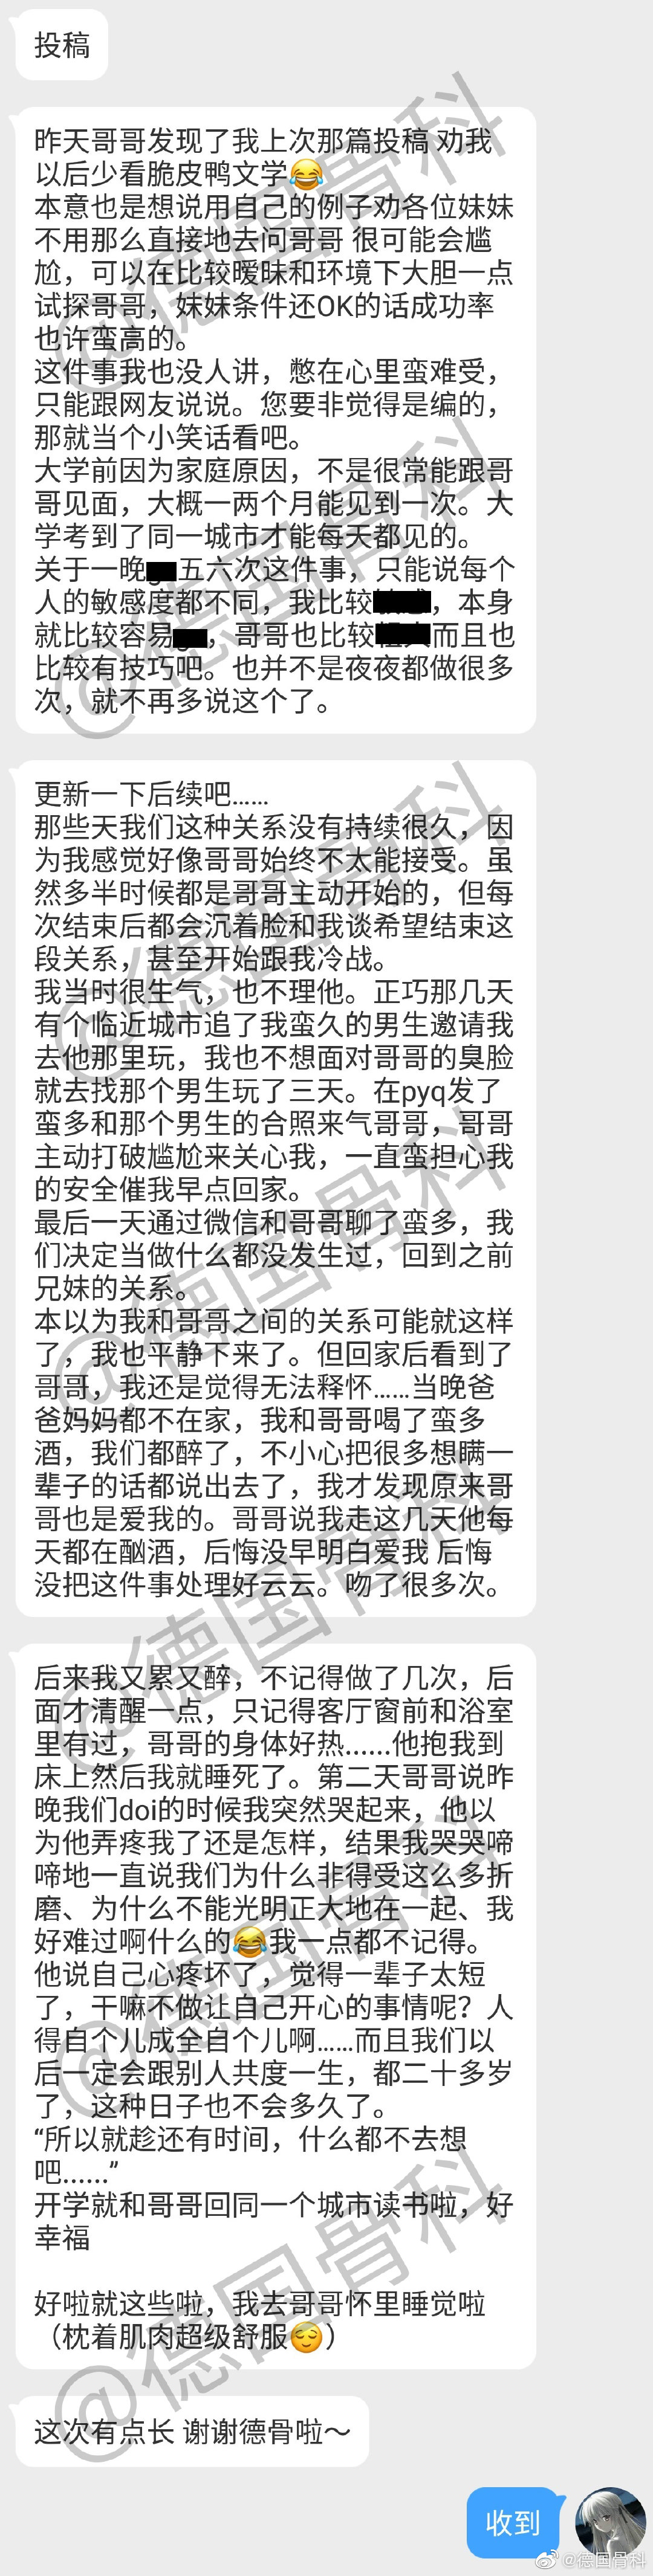 投稿
昨天哥哥发现了我上次那篇投稿 劝我
以后少看脆皮鸭文学😂
本意也是想说用自己的例子劝各位妹妹
不用那么直接地去问哥哥 很可能会尴
尬，可以在比较暧昧和环境下大胆一点
试探哥哥，妹妹条件还OK的话成功率
也许蛮高的。
这件事我也没人讲，憋在心里蛮难受，
只能跟网友说说。您要非觉得是编的，
那就当个小笑话看吧。
大学前因为家庭原因，不是很常能跟哥
哥见面，大概一两个月能见到一次。大
学考到了同一城市才能每天都见的。
关于一晚五六次这件事，只能说每个
人的敏感度都不同，我比较，本身
就比较容易，哥哥也比较而且也
比较有技巧吧。也并不是夜夜都做很多
次，就不再多说这个了。
更新一下后续吧……
那些天我们这种关系没有持续很久，因
为我感觉好像哥哥始终不太能接受。虽
然多半时候都是哥哥主动开始的，但每
次结束后都会沉着脸和我谈希望结束这
段关系，甚至开始跟我冷战。
我当时很生气，也不理他。正巧那几天
有个临近城市追了我蛮久的男生邀请我
去他那里玩，我也不想面对哥哥的臭脸
就去找那个男生玩了三天。在pyq发了
蛮多和那个男生的合照来气哥哥，哥哥
主动打破尴尬来关心我，一直蛮担心我
的安全催我早点回家。
最后一天通过微信和哥哥聊了蛮多，我
们决定当做什么都没发生过，回到之前
兄妹的关系。
本以为我和哥哥之间的关系可能就这样
了，我也平静下来了。但回家后看到了
哥哥，我还是觉得无法释怀……当晚爸
爸妈妈都不在家，我和哥哥喝了蛮多
酒，我们都醉了，不小心把很多想瞒一
辈子的话都说出去了，我才发现原来哥
哥也是爱我的。哥哥说我走这几天他每
天都在酗酒，后悔没早明白爱我 后悔
没把这件事处理好云云。吻了很多次。
后来我又累又醉，不记得做了几次，后
面才清醒一点，只记得客厅窗前和浴室
里有过，哥哥的身体好热……他抱我到
床上然后我就睡死了。第二天哥哥说昨
晚我们doi的时候我突然哭起来，他以
为他弄疼我了还是怎样，结果我哭哭啼
啼地一直说我们为什么非得受这么多折
磨、为什么不能光明正大地在一起、我
好难过啊什么的😂我一点都不记得。
他说自己心疼坏了，觉得一辈子太短
了，干嘛不做让自己开心的事情呢？人
得自个儿成全自个儿啊……而且我们以
后一定会跟别人共度一生，都二十多岁
了，这种日子也不会多久了。
“所以就趁还有时间，什么都不去想
吧……”
开学就和哥哥回同一个城市读书啦，好
幸福
好啦就这些啦，我去哥哥怀里睡觉啦
（枕着肌肉超级舒服😌）
这次有点长 谢谢德骨啦～
收到
@德国骨科
@德国骨科
@德国骨科
@德国骨科
@德国骨科
@德国骨科
@德国骨科
@德国骨科